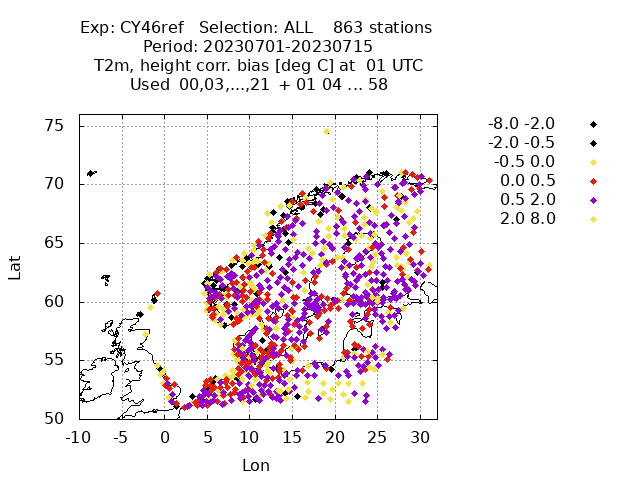 Exp: CY46ref   Selection: ALL    863 stations
Period: 20230701-20230715
T2m, height corr. bias [deg C] at  01 UTC
Used  00,03,...,21  + 01 04 ... 58
-8.0 -2.0
-2.0 -0.5
-0.5 0.0
0.0 0.5
0.5 2.0
2.0 8.0
75
70
65
60
55
50
Lat
-10 -5 0 5 10 15 20 25 30
Lon